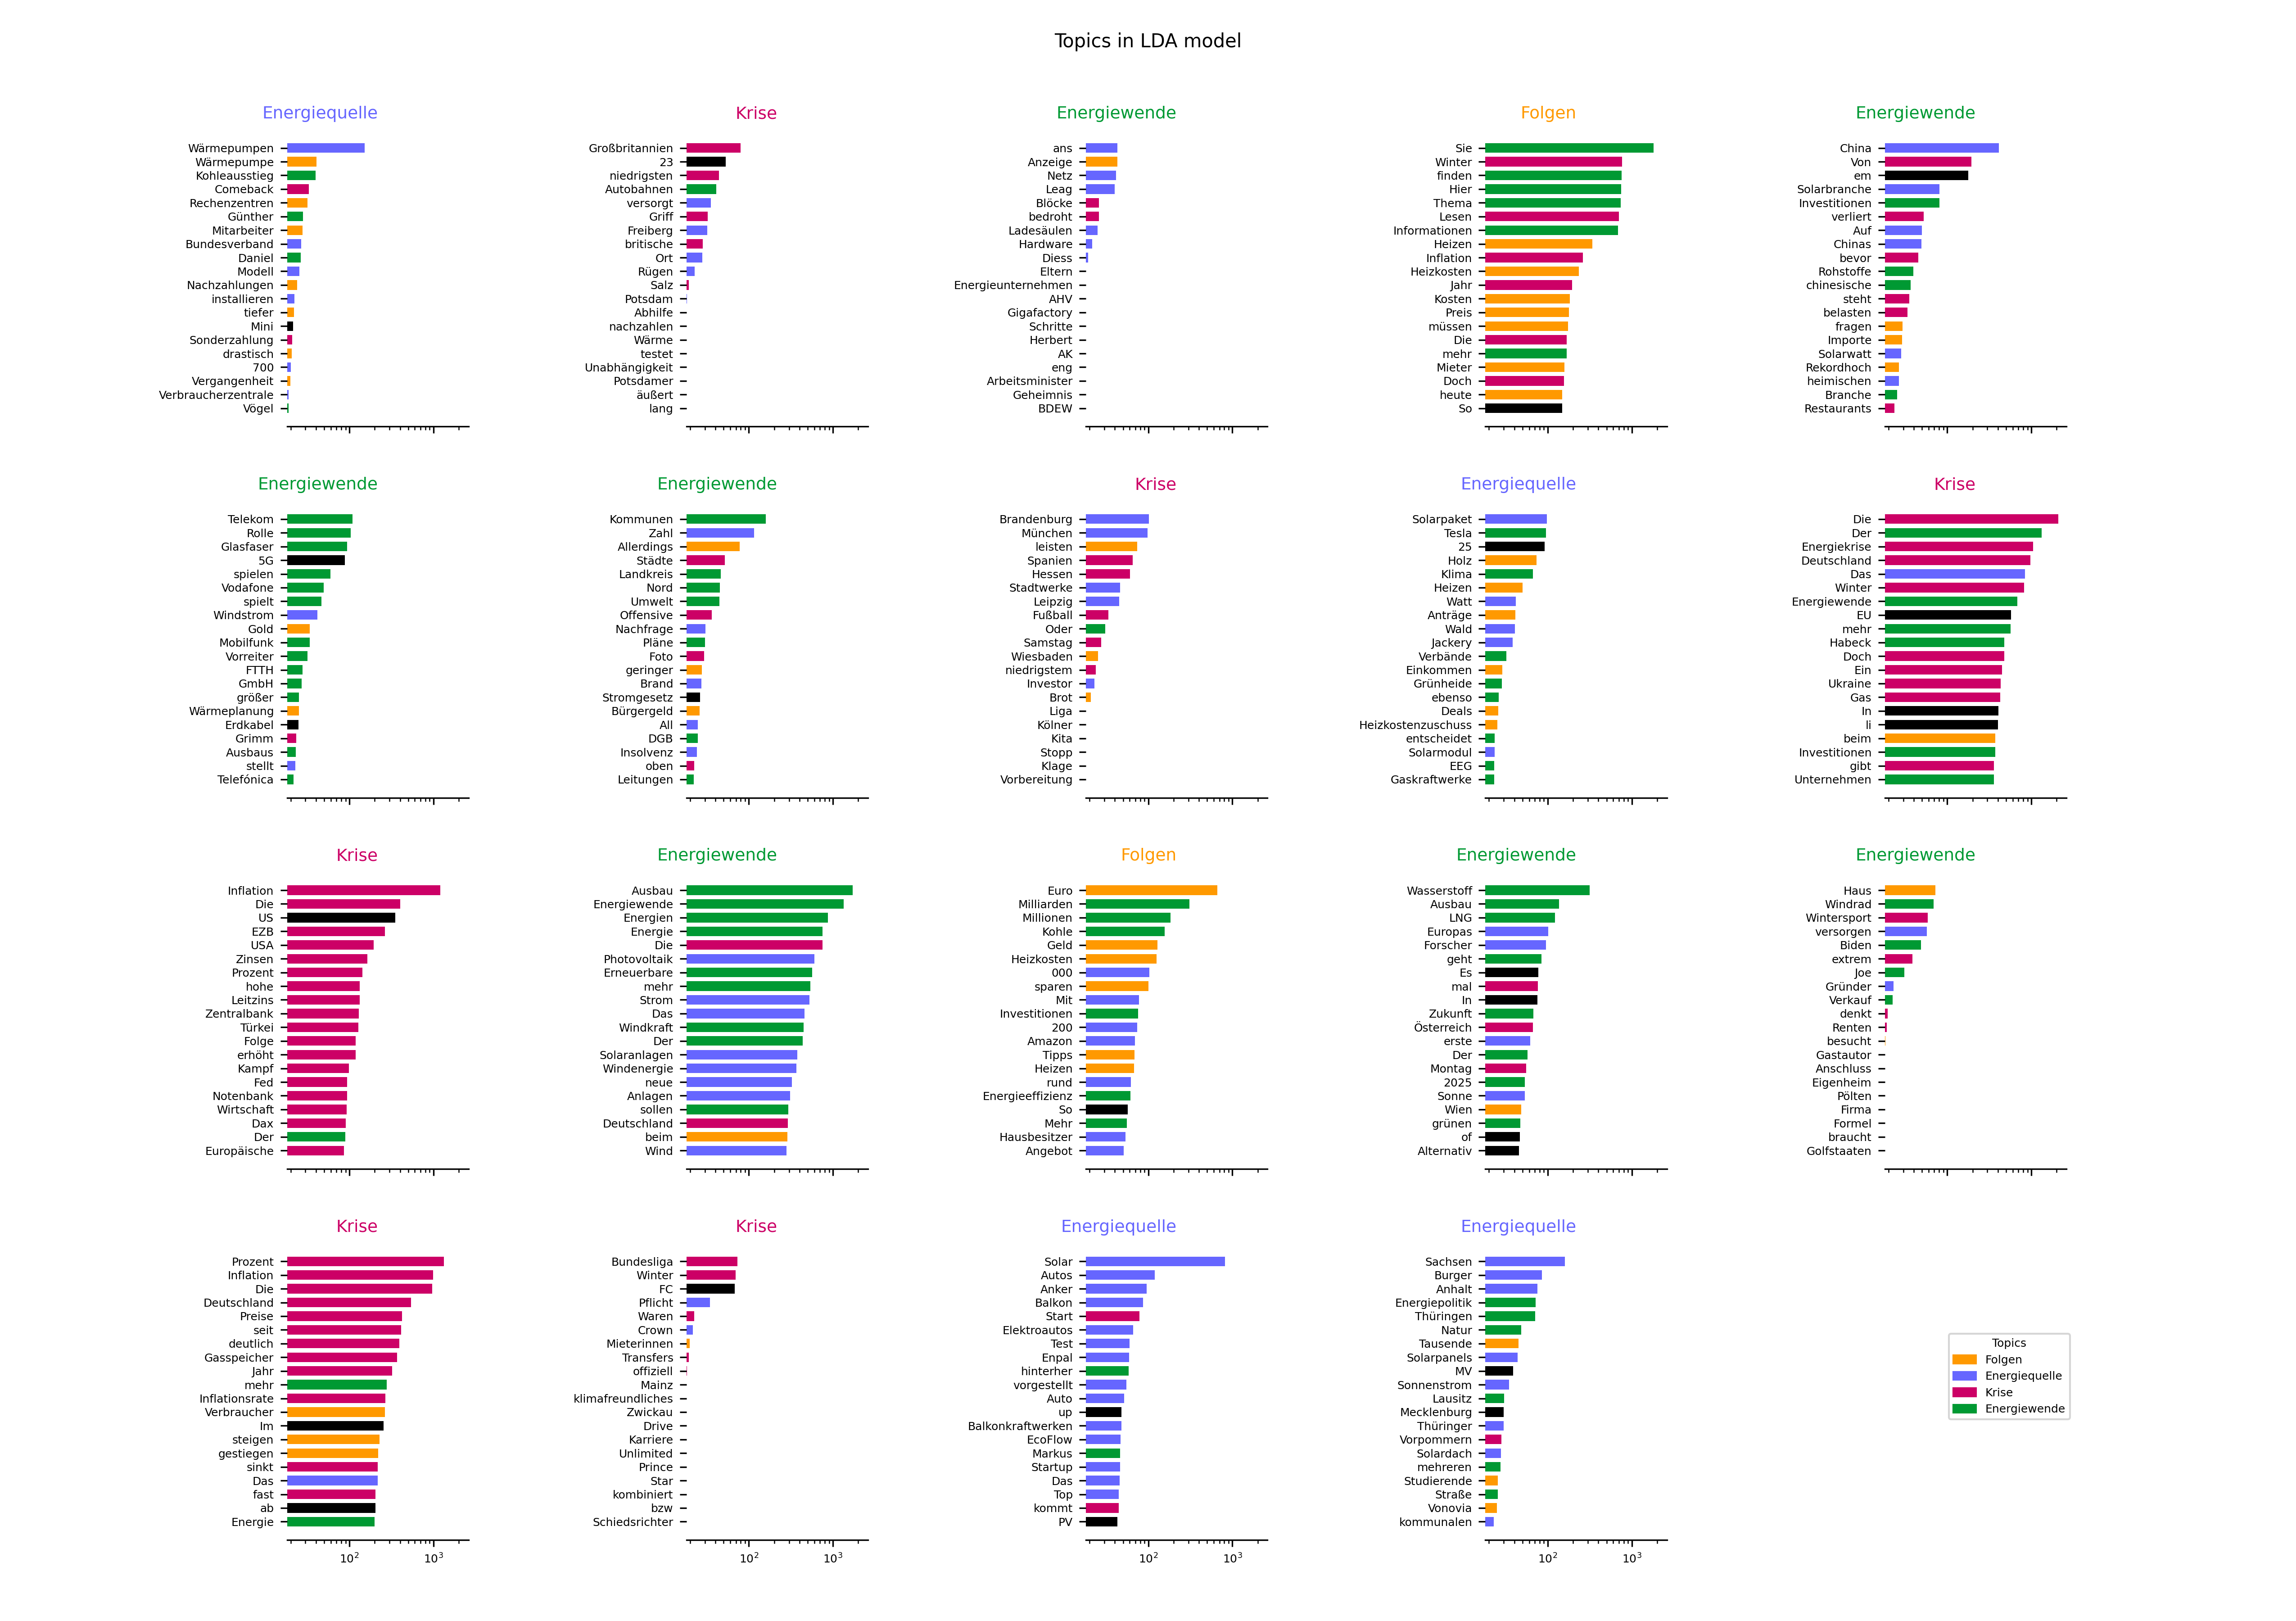 Topics in LDA model
Energiequelle
Wärmepumpen
Wärmepumpe
Kohleausstieg
Comeback
Rechenzentren
Günther
Mitarbeiter
Bundesverband
Daniel
Modell
Nachzahlungen
installieren
tiefer
Mini
Sonderzahlung
drastisch
700
Vergangenheit
Verbraucherzentrale
Vögel
Krise
Großbritannien
23
niedrigsten
Autobahnen
versorgt
Griff
Freiberg
britische
Ort
Rügen
Salz
Potsdam
Abhilfe
nachzahlen
Wärme
testet
Unabhängigkeit
Potsdamer
äußert
lang
Energiewende
ans
Anzeige
Netz
Leag
Blöcke
bedroht
Ladesäulen
Hardware
Diess
Eltern
Energieunternehmen
AHV
Gigafactory
Schritte
Herbert
AK
eng
Arbeitsminister
Geheimnis
BDEW
Folgen
Sie
Winter
finden
Hier
Thema
Lesen
Informationen
Heizen
Inflation
Heizkosten
Jahr
Kosten
Preis
müssen
Die
mehr
Mieter
Doch
heute
So
Energiewende
China
Von
em
Solarbranche
Investitionen
verliert
Auf
Chinas
bevor
Rohstoffe
chinesische
steht
belasten
fragen
Importe
Solarwatt
Rekordhoch
heimischen
Branche
Restaurants
Energiewende
Telekom
Rolle
Glasfaser
5G
spielen
Vodafone
spielt
Windstrom
Gold
Mobilfunk
Vorreiter
FTTH
GmbH
größer
Wärmeplanung
Erdkabel
Grimm
Ausbaus
stellt
Telefónica
Energiewende
Kommunen
Zahl
Allerdings
Städte
Landkreis
Nord
Umwelt
Offensive
Nachfrage
Pläne
Foto
geringer
Brand
Stromgesetz
Bürgergeld
All
DGB
Insolvenz
oben
Leitungen
Krise
Brandenburg
München
leisten
Spanien
Hessen
Stadtwerke
Leipzig
Fußball
Oder
Samstag
Wiesbaden
niedrigstem
Investor
Brot
Liga
Kölner
Kita
Stopp
Klage
Vorbereitung
Energiequelle
Solarpaket
Tesla
25
Holz
Klima
Heizen
Watt
Anträge
Wald
Jackery
Verbände
Einkommen
Grünheide
ebenso
Deals
Heizkostenzuschuss
entscheidet
Solarmodul
EEG
Gaskraftwerke
Krise
Die
Der
Energiekrise
Deutschland
Das
Winter
Energiewende
EU
mehr
Habeck
Doch
Ein
Ukraine
Gas
In
li
beim
Investitionen
gibt
Unternehmen
Krise
Inflation
Die
US
EZB
USA
Zinsen
Prozent
hohe
Leitzins
Zentralbank
Türkei
Folge
erhöht
Kampf
Fed
Notenbank
Wirtschaft
Dax
Der
Europäische
Energiewende
Ausbau
Energiewende
Energien
Energie
Die
Photovoltaik
Erneuerbare
mehr
Strom
Das
Windkraft
Der
Solaranlagen
Windenergie
neue
Anlagen
sollen
Deutschland
beim
Wind
Folgen
Euro
Milliarden
Millionen
Kohle
Geld
Heizkosten
000
sparen
Mit
Investitionen
200
Amazon
Tipps
Heizen
rund
Energieeffizienz
So
Mehr
Hausbesitzer
Angebot
Energiewende
Wasserstoff
Ausbau
LNG
Europas
Forscher
geht
Es
mal
In
Zukunft
Österreich
erste
Der
Montag
2025
Sonne
Wien
grünen
of
Alternativ
Energiewende
Haus
Windrad
Wintersport
versorgen
Biden
extrem
Joe
Gründer
Verkauf
denkt
Renten
besucht
Gastautor
Anschluss
Eigenheim
Pölten
Firma
Formel
braucht
Golfstaaten
Krise
Prozent
Inflation
Die
Deutschland
Preise
seit
deutlich
Gasspeicher
Jahr
mehr
Inflationsrate
Verbraucher
Im
steigen
gestiegen
sinkt
Das
fast
ab
Energie
10² 10³
Krise
Bundesliga
Winter
FC
Pflicht
Waren
Crown
Mieterinnen
Transfers
offiziell
Mainz
klimafreundliches
Zwickau
Drive
Karriere
Unlimited
Prince
Star
kombiniert
bzw
Schiedsrichter
10² 10³
Energiequelle
Solar
Autos
Anker
Balkon
Start
Elektroautos
Test
Enpal
hinterher
vorgestellt
Auto
up
Balkonkraftwerken
EcoFlow
Markus
Startup
Das
Top
kommt
PV
10² 10³
Energiequelle
Sachsen
Burger
Anhalt
Energiepolitik
Thüringen
Natur
Tausende
Solarpanels
MV
Sonnenstrom
Lausitz
Mecklenburg
Thüringer
Vorpommern
Solardach
mehreren
Studierende
Straße
Vonovia
kommunalen
10² 10³
Topics
Folgen
Energiequelle
Krise
Energiewende